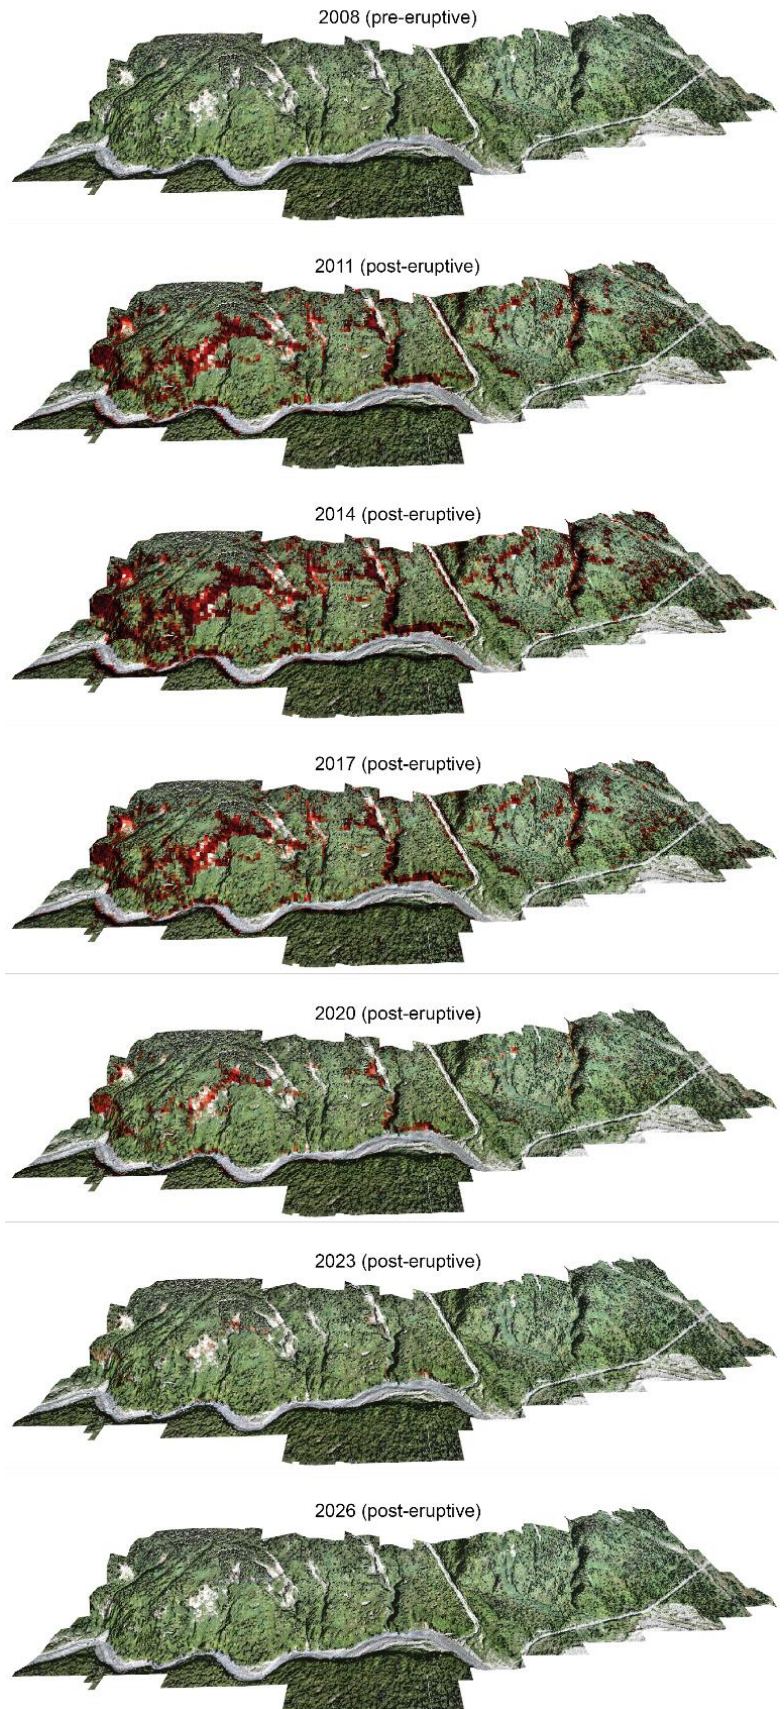 2008 (pre-eruptive)
2011 (post-eruptive)
2014 (post-eruptive)
2017 (post-eruptive)
2020 (post-eruptive)
2023 (post-eruptive)
2026 (post-eruptive)